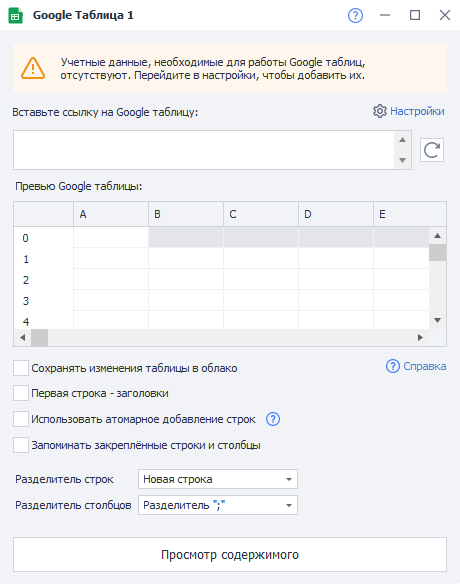 Google Таблица 1
Учетные данные, необходимые для работы Google таблиц,
отсутствуют. Перейдите в настройки, чтобы добавить их.
Вставьте ссылку на Google таблицу:
Настройки
Превью Google таблицы:
A B C D E
0
1
2
3
4
Сохранять изменения таблицы в облако
Справка
Первая строка - заголовки
Использовать атомарное добавление строк
Запоминать закреплённые строки и столбцы
Разделитель строк Новая строка
Разделитель столбцов Разделитель ";"
Просмотр содержимого